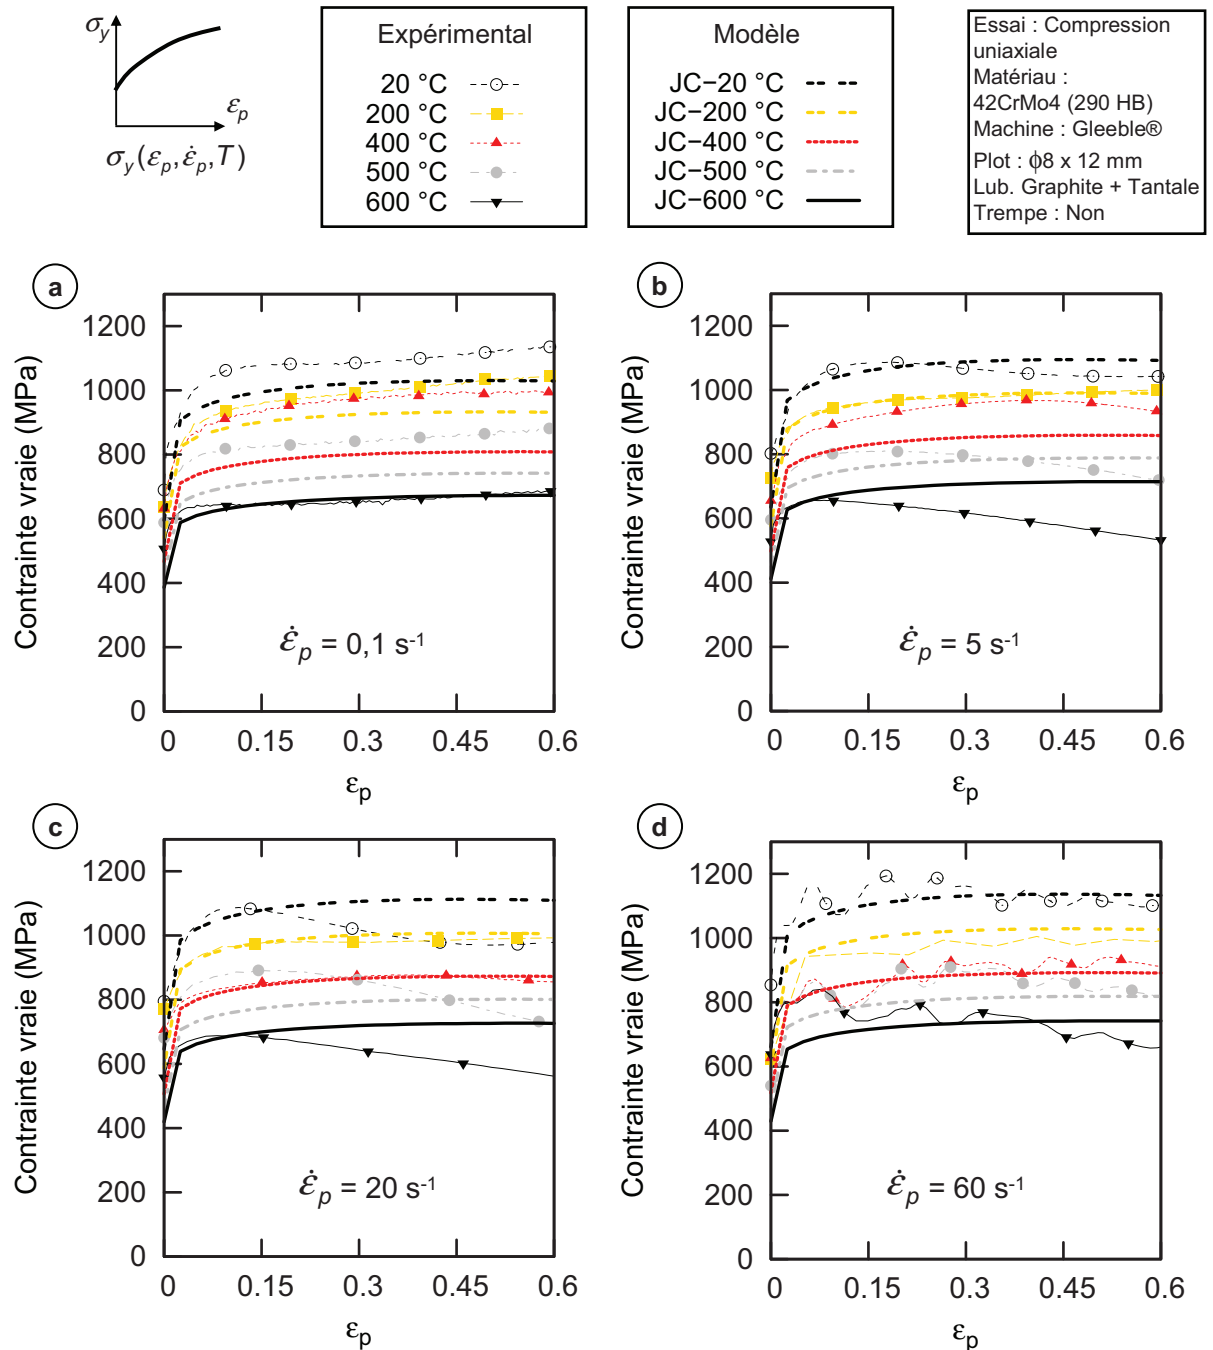 σy
εp
σy(εp, ε̇p, T)
Expérimental
20 °C
200 °C
400 °C
500 °C
600 °C
Modèle
JC−20 °C
JC−200 °C
JC−400 °C
JC−500 °C
JC−600 °C
Essai : Compression
uniaxiale
Matériau :
42CrMo4 (290 HB)
Machine : Gleeble®
Plot : ϕ8 x 12 mm
Lub. Graphite + Tantale
Trempe : Non
a
Contrainte vraie (MPa)
1200
1000
800
600
400
200
0
ε̇p = 0,1 s-1
0 0.15 0.3 0.45 0.6
εp
b
Contrainte vraie (MPa)
1200
1000
800
600
400
200
0
ε̇p = 5 s-1
0 0.15 0.3 0.45 0.6
εp
c
Contrainte vraie (MPa)
1200
1000
800
600
400
200
0
ε̇p = 20 s-1
0 0.15 0.3 0.45 0.6
εp
d
Contrainte vraie (MPa)
1200
1000
800
600
400
200
0
ε̇p = 60 s-1
0 0.15 0.3 0.45 0.6
εp